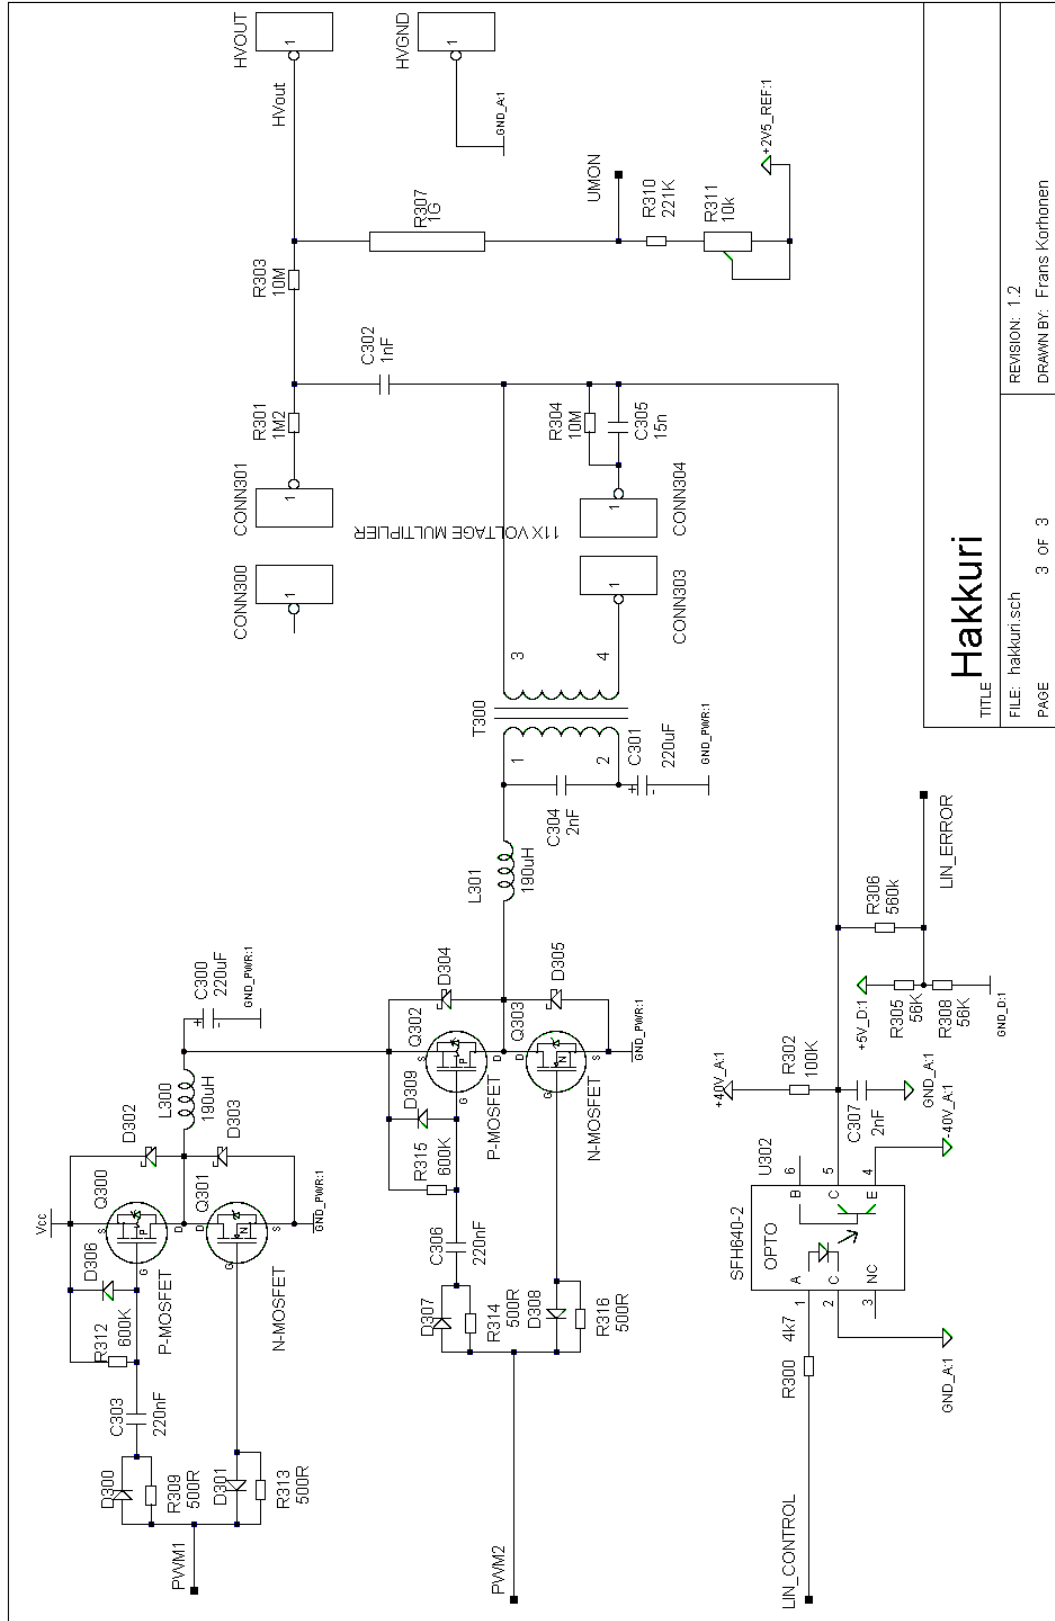 Vcc
PWM1
D300
R309
500R
D301
R313
500R
C303
220nF
R312
600K
D306
Q300
P-MOSFET
S
P
G
D
Q301
N-MOSFET
D
N
G
S
D302
D303
GND_PWR:1
L300
190uH
C300
220uF
+
-
GND_PWR:1
PWM2
D307
R314
500R
D308
R316
500R
C306
220nF
R315
600K
D309
Q302
P-MOSFET
S
P
G
D
Q303
N-MOSFET
D
N
G
S
D304
D305
GND_PWR:1
L301
190uH
C304
2nF
C301
220uF
+
-
GND_PWR:1
T300
1
2
3
4
CONN300
1
CONN301
1
11X VOLTAGE MULTIPLIER
CONN303
1
CONN304
1
R301
1M2
C302
1nF
R304
10M
C305
15n
R303
10M
HVout
HVOUT
1
HVGND
1
GND_A:1
R307
1G
UMON
R310
221K
R311
10k
+2V5_REF:1
LIN_CONTROL
R300
4k7
U302
SFH640-2
OPTO
1
A
2
C
3
NC
B
6
C
5
E
4
GND_A:1
+40V_A:1
R302
100K
C307
2nF
GND_A:1
-40V_A:1
+5V_D:1
R305
56K
R308
56K
GND_D:1
R306
560k
LIN_ERROR
TITLE
Hakkuri
FILE: hakkuri.sch
REVISION: 1.2
PAGE 3 OF 3
DRAWN BY: Frans Korhonen